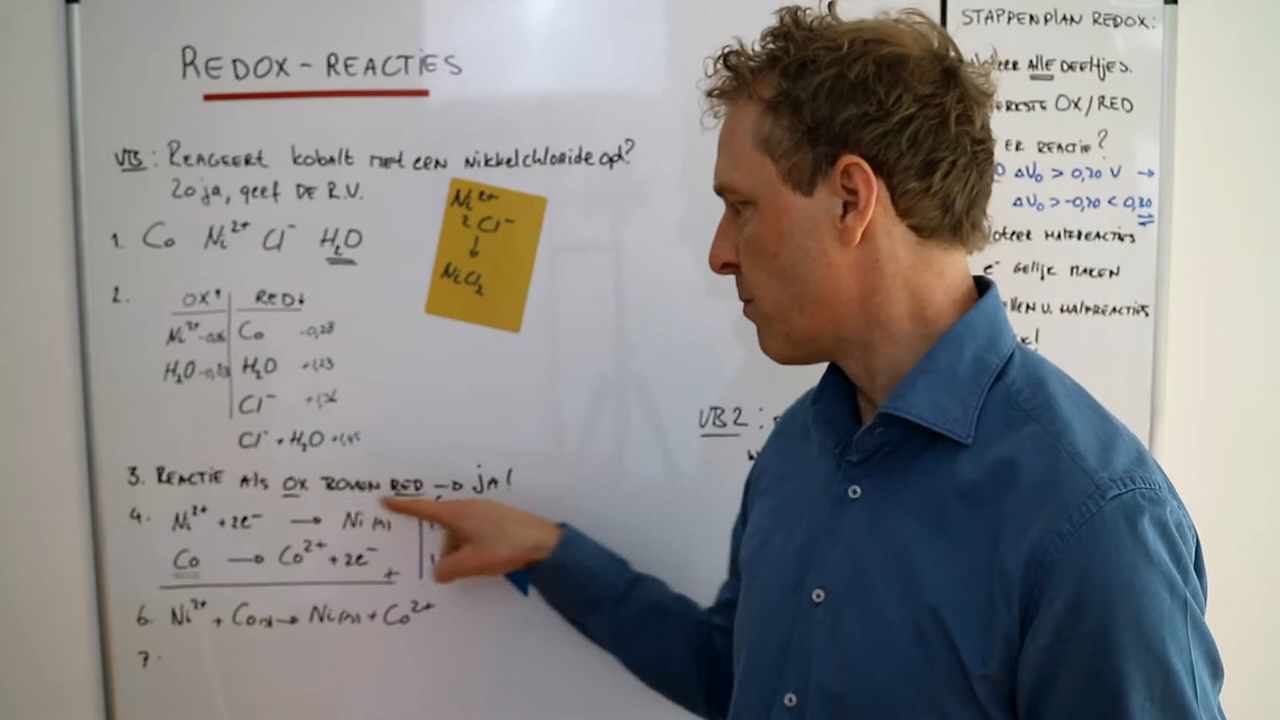 REDOX - REACTIES
VB: REAGEERT kobalt MET EEN nikkelchlorideopl?
Zo ja, geef DE R.V.
Ni²⁺
2 Cl⁻
↓
NiCl₂
1. Co Ni²⁺ Cl⁻ H₂O
2. OX↑ RED↓
Ni²⁺ Co -0,28
H₂O H₂O +1,23
Cl⁻ +1,36
Cl⁻ + H₂O +1,45
3. REACTIE Als OX BOVEN RED → jA!
4. Ni²⁺ + 2e⁻ → Ni (s)
Co → Co²⁺ + 2e⁻
+
6. Ni²⁺ + Co(s) → Ni(s) + Co²⁺
7.
VB2:
STAPPENPLAN REDOX:
ALLE DEELTJES.
OX/RED
ER REACTIE?
ΔU₀ > 0,30 V →
ΔU₀ > -0,30 < 0,30
⇌
HALFREACTIES
e⁻ GELIJK MAKEN
V. HALFREACTIES